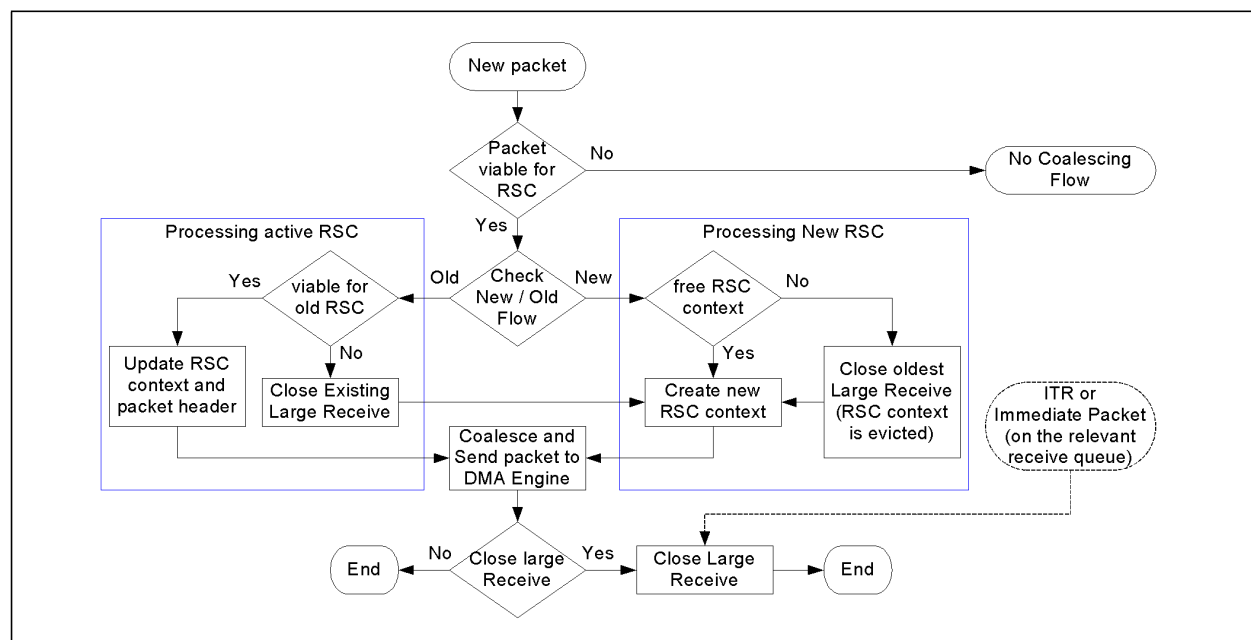 New packet
Packet
viable for
RSC
No
No Coalescing
Flow
Yes
Processing active RSC
Processing New RSC
Yes
viable for
old RSC
Old
Check
New / Old
Flow
New
free RSC
context
No
No
Yes
Update RSC
context and
packet header
Close Existing
Large Receive
Create new
RSC context
Close oldest
Large Receive
(RSC context
is evicted)
ITR or
Immediate Packet
(on the relevant
receive queue)
Coalesce and
Send packet to
DMA Engine
End
No
Close large
Receive
Yes
Close Large
Receive
End